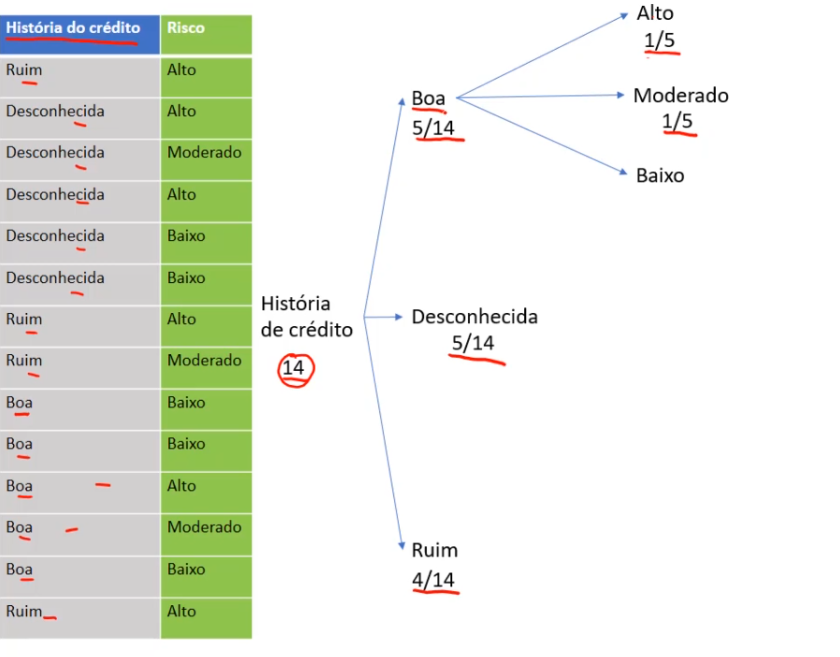 História do crédito Risco
Ruim Alto
Desconhecida Alto
Desconhecida Moderado
Desconhecida Alto
Desconhecida Baixo
Desconhecida Baixo
Ruim Alto
Ruim Moderado
Boa Baixo
Boa Baixo
Boa Alto
Boa Moderado
Boa Baixo
Ruim Alto
História
de crédito
14
Boa
5/14
Alto
1/5
Moderado
1/5
Baixo
Desconhecida
5/14
Ruim
4/14